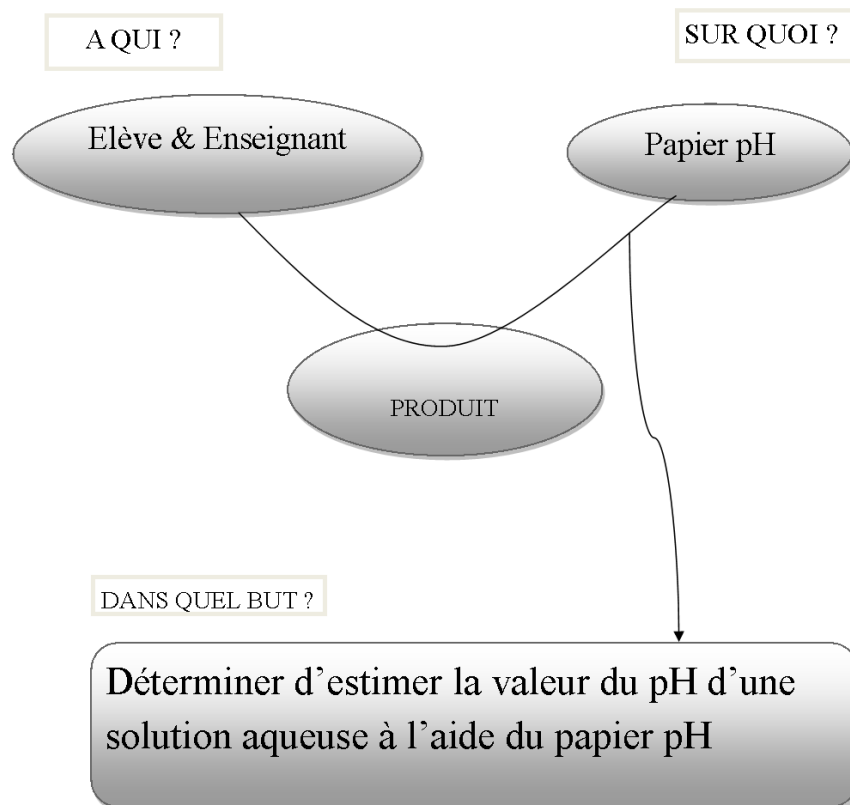 A QUI ?
SUR QUOI ?
Elève & Enseignant
Papier pH
PRODUIT
DANS QUEL BUT ?
Déterminer d’estimer la valeur du pH d’une
solution aqueuse à l’aide du papier pH